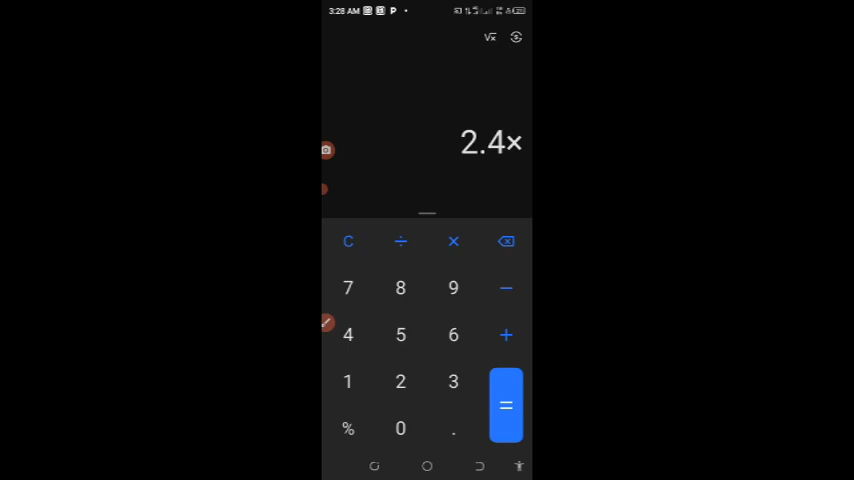 3:28 AM P
√x
2.4×
C ÷ ×
7 8 9 −
4 5 6 +
1 2 3
% 0 . =